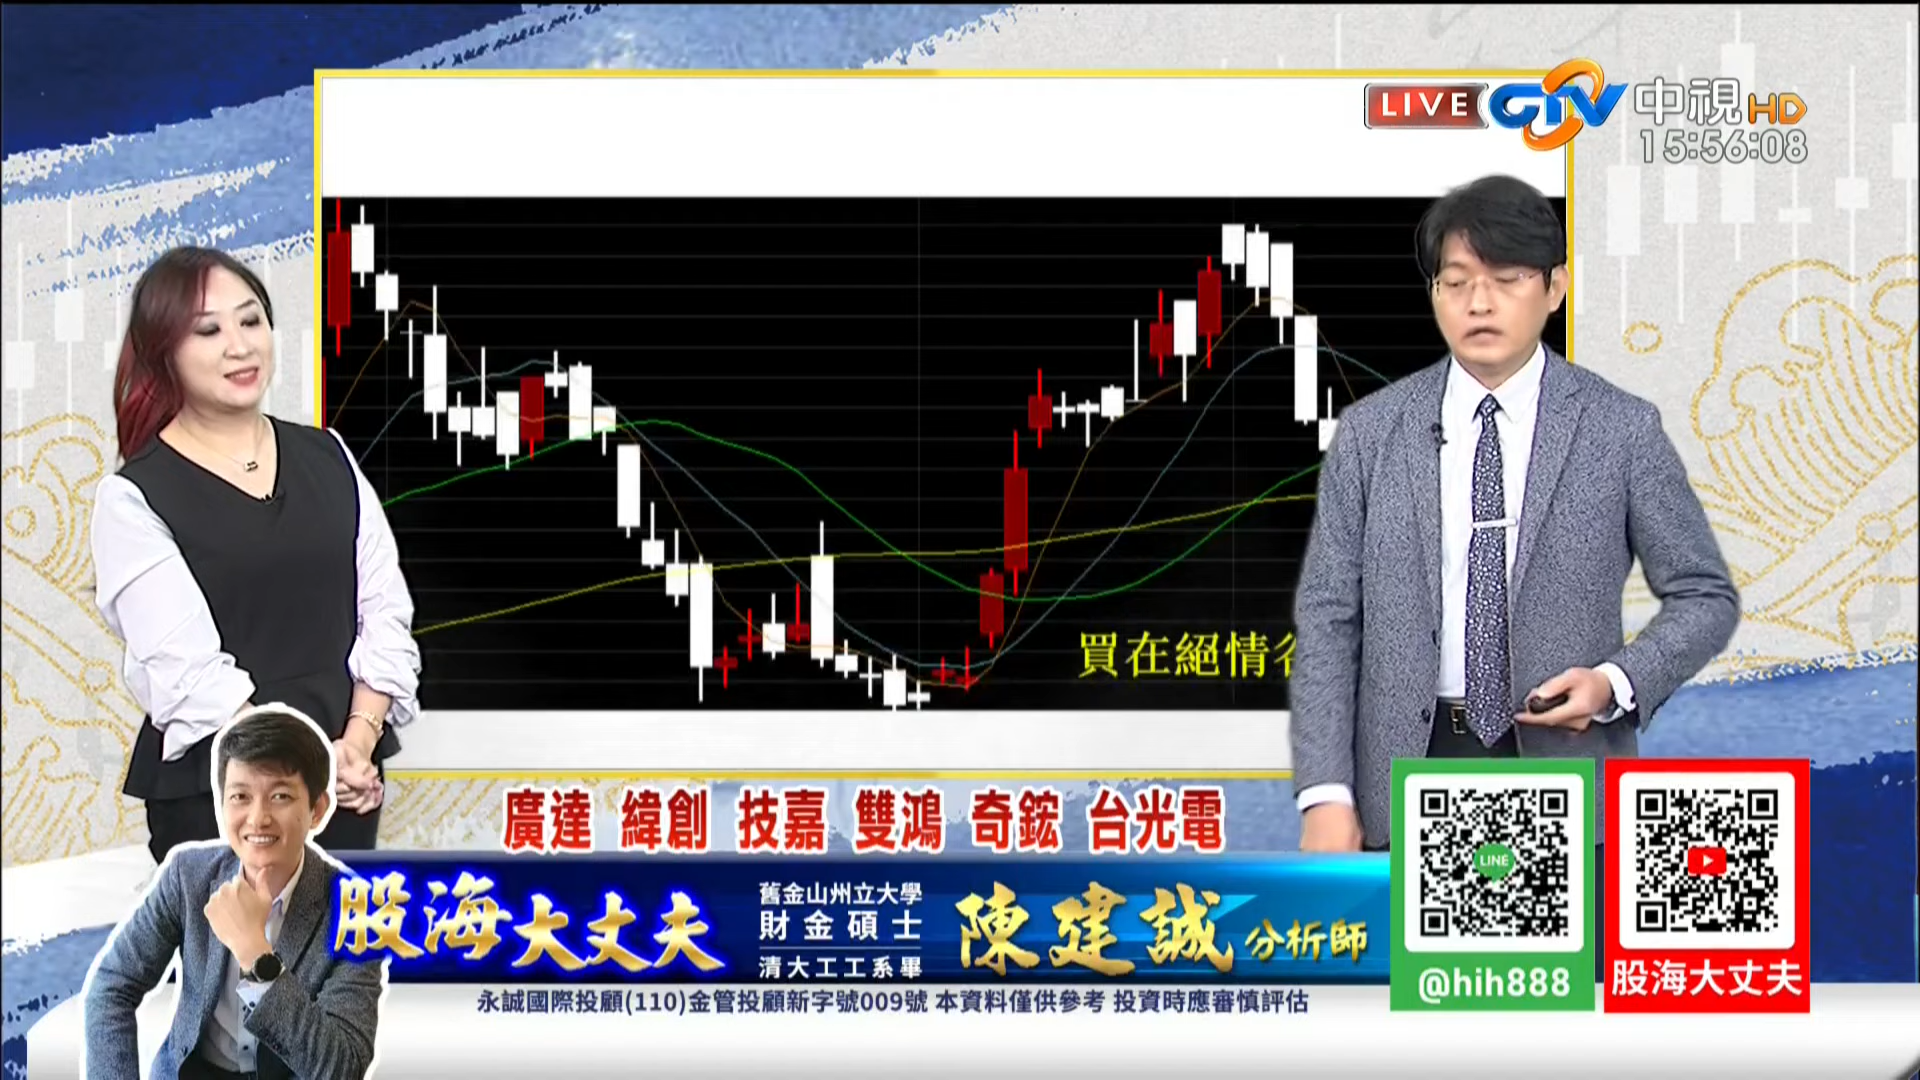 LIVE CTV 中視HD
15:56:08
買在絕情
廣達 緯創 技嘉 雙鴻 奇鋐 台光電
股海大丈夫
舊金山州立大學
財金碩士
清大工工系畢
陳建誠 分析師
永誠國際投顧(110)金管投顧新字號009號 本資料僅供參考 投資時應審慎評估
LINE
@hih888
股海大丈夫